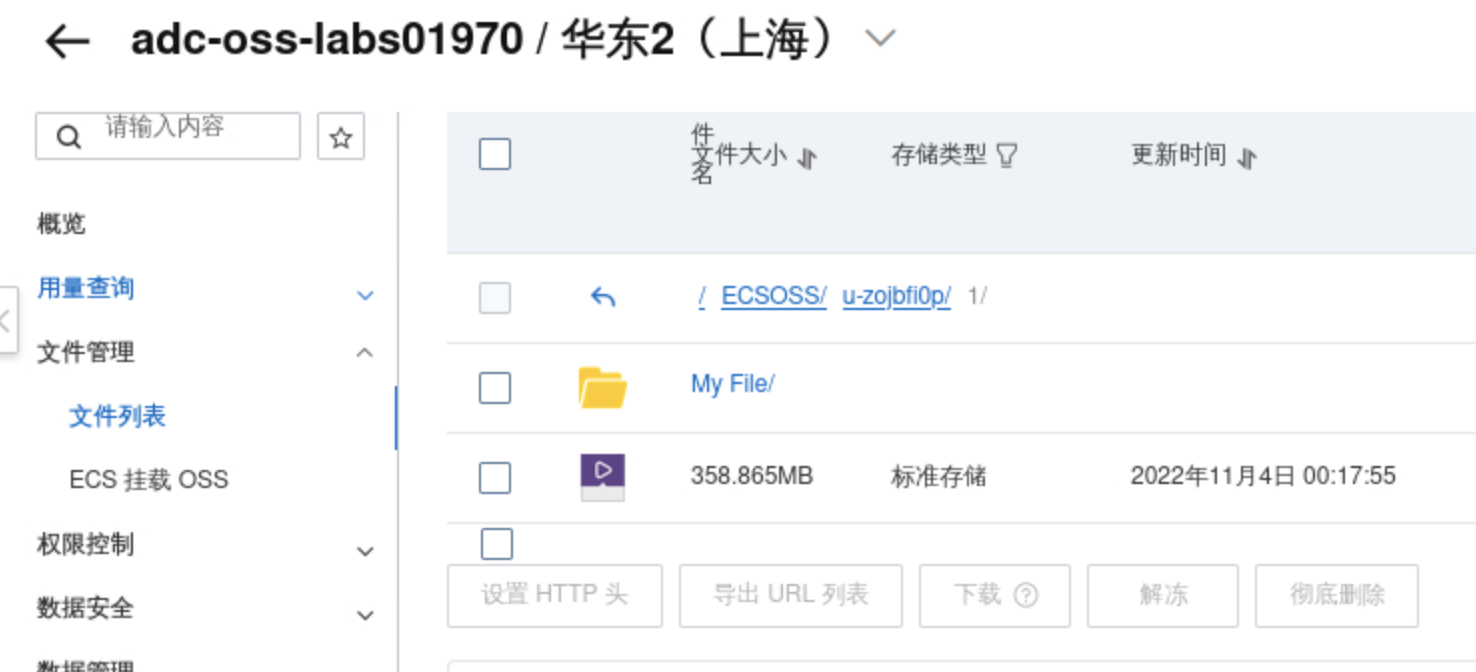 adc-oss-labs01970 / 华东2（上海）
请输入内容
概览
用量查询
文件管理
文件列表
ECS 挂载 OSS
权限控制
数据安全
数据管理
件
文件大小 存储类型 更新时间
名
/ ECSOSS/ u-zojbfi0p/ 1/
My File/
358.865MB 标准存储 2022年11月4日 00:17:55
设置 HTTP 头 导出 URL 列表 下载 解冻 彻底删除